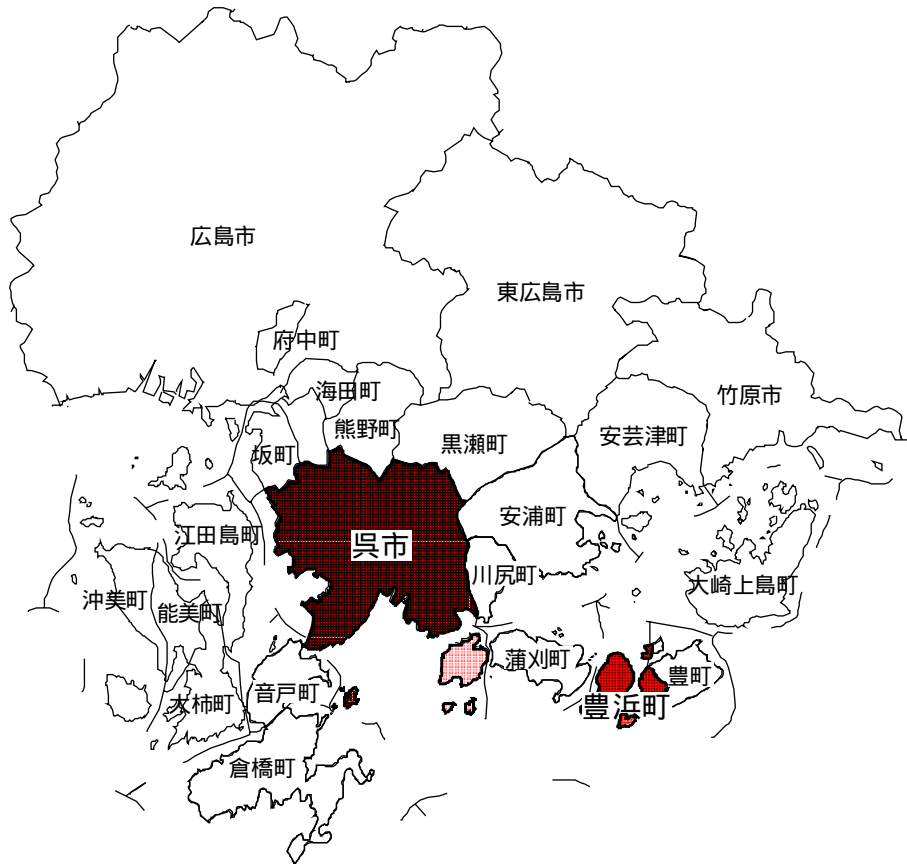 広島市
東広島市
府中町
海田町
竹原市
熊野町
安芸津町
黒瀬町
坂町
安浦町
江田島町
呉市
川尻町
大崎上島町
沖美町
能美町
蒲刈町
豊町
音戸町
大柿町
豊浜町
倉橋町